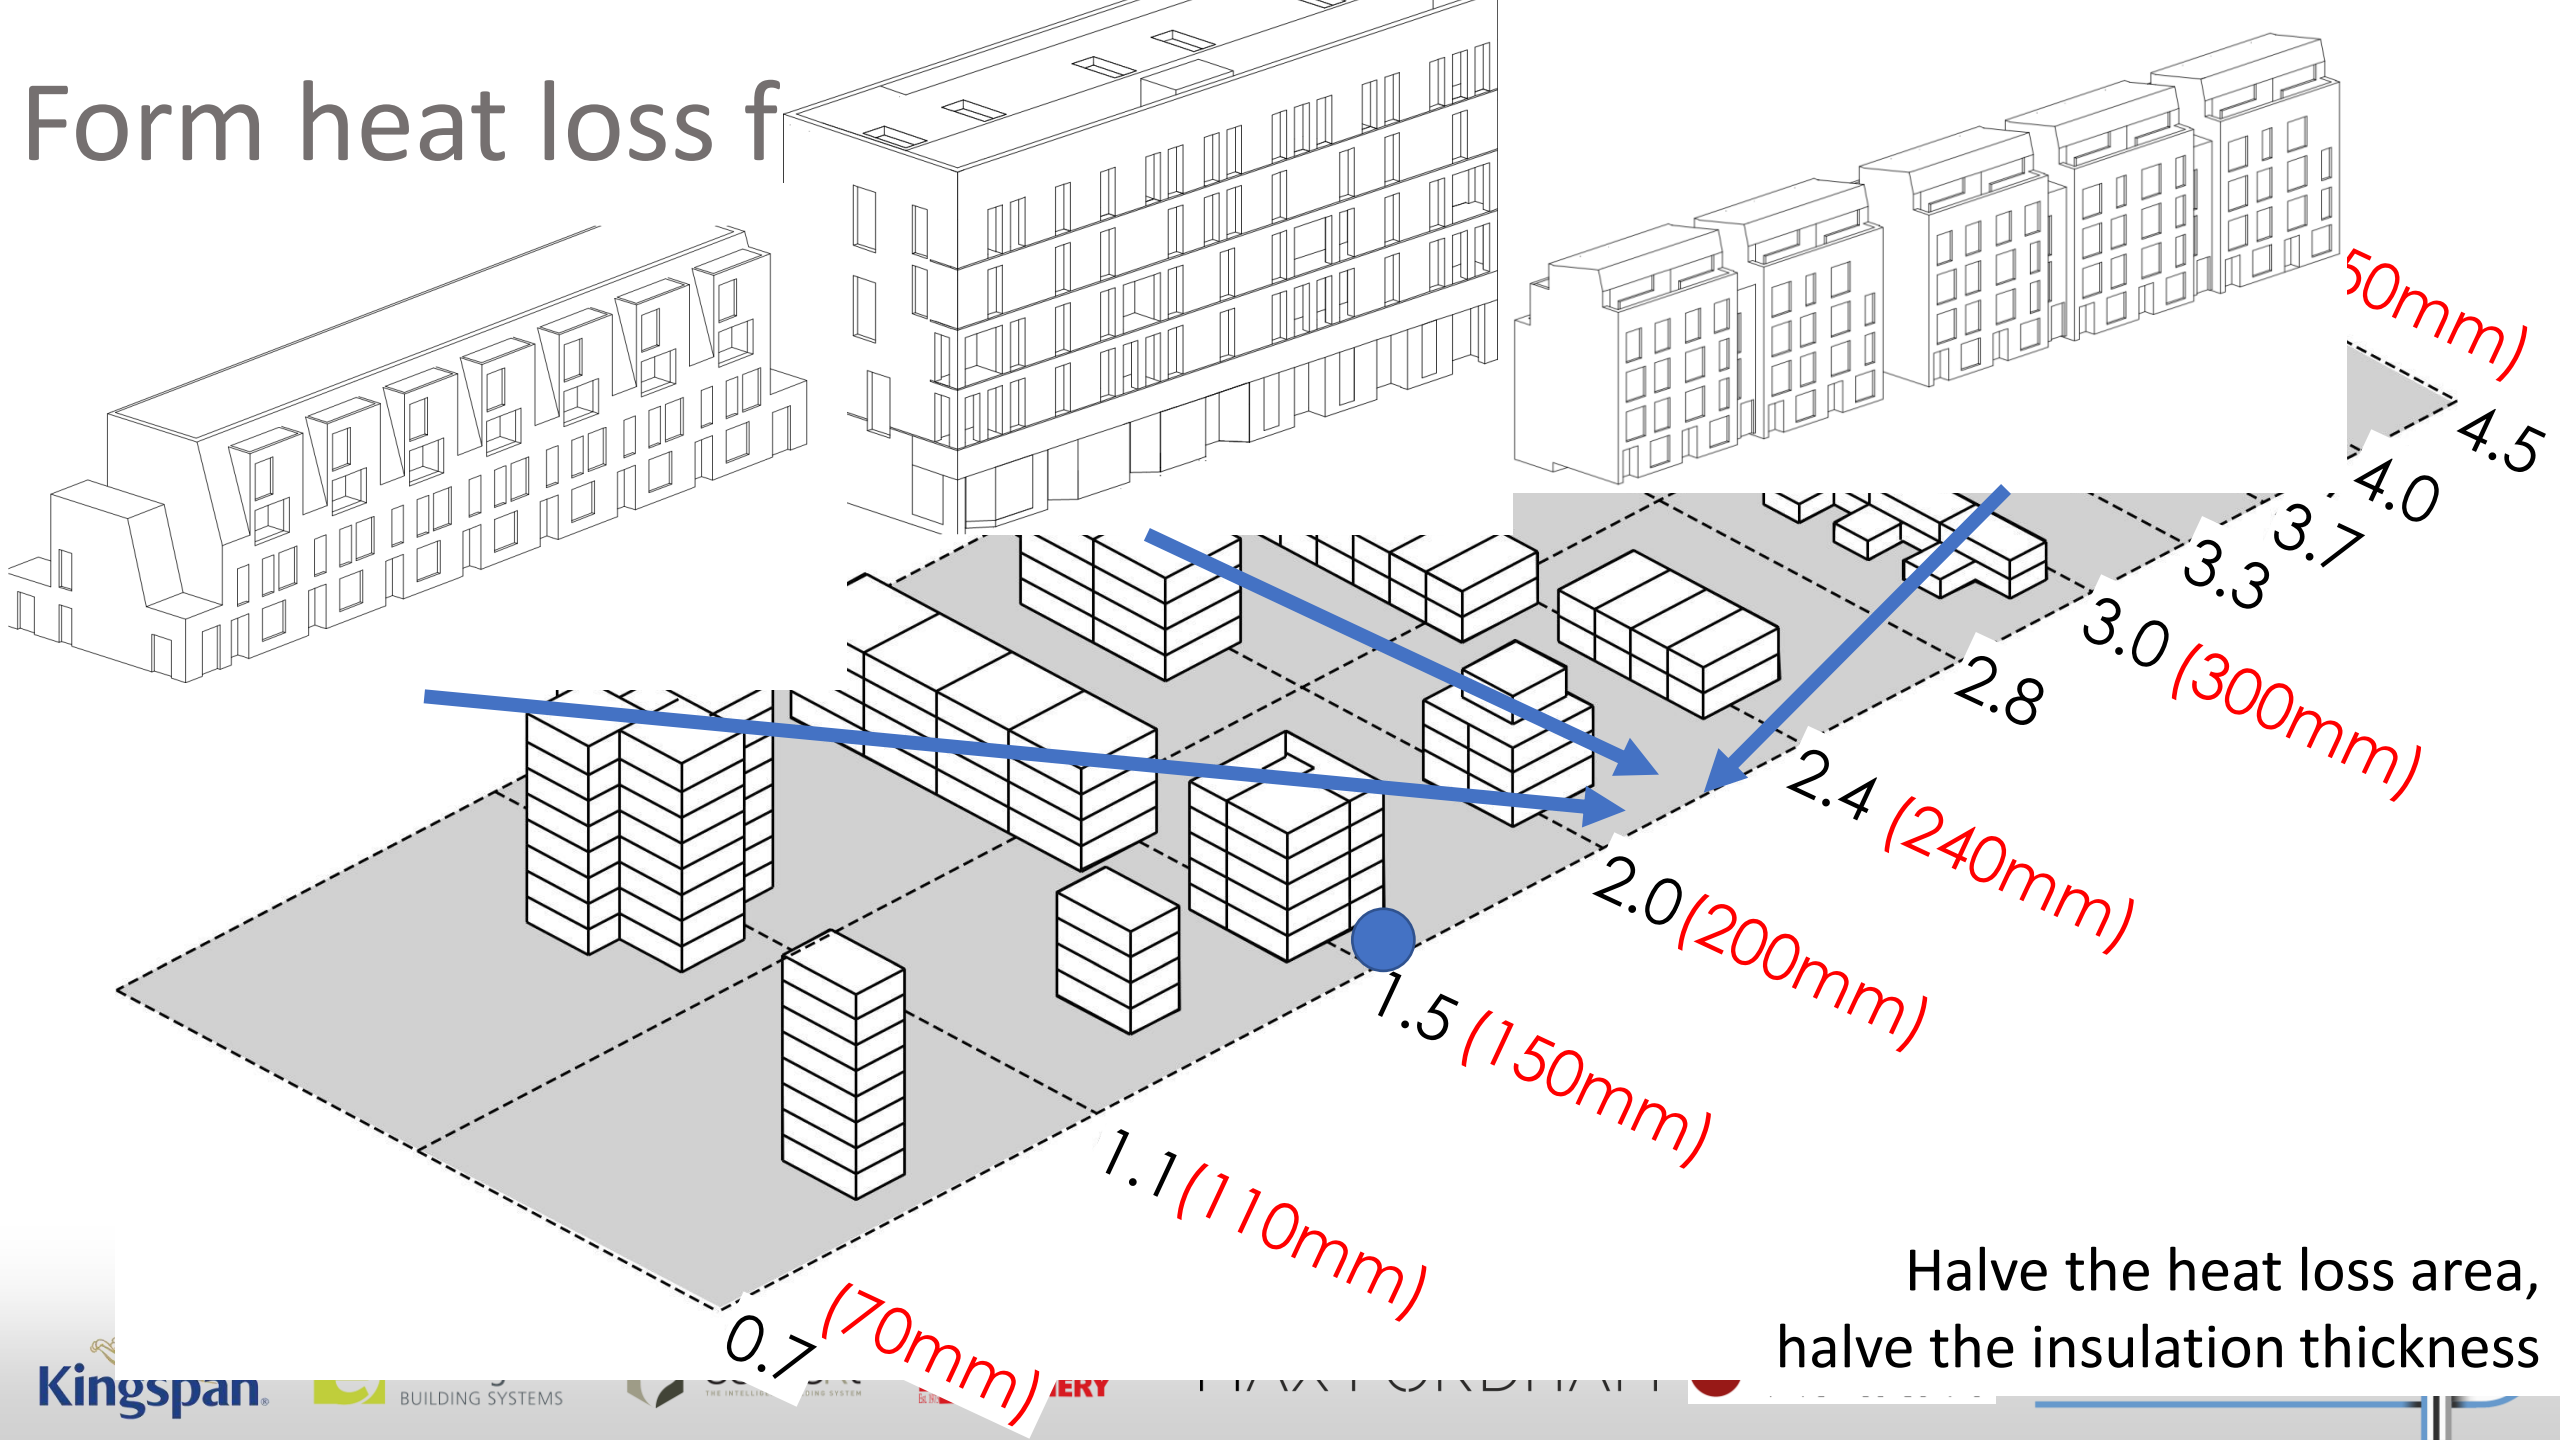 Form heat loss f
50mm)
4.5
4.0
3.7
3.3
3.0 (300mm)
2.8
2.4 (240mm)
2.0 (200mm)
1.5 (150mm)
1.1 (110mm)
0.7 (70mm)
Halve the heat loss area,
halve the insulation thickness
Kingspan
BUILDING SYSTEMS